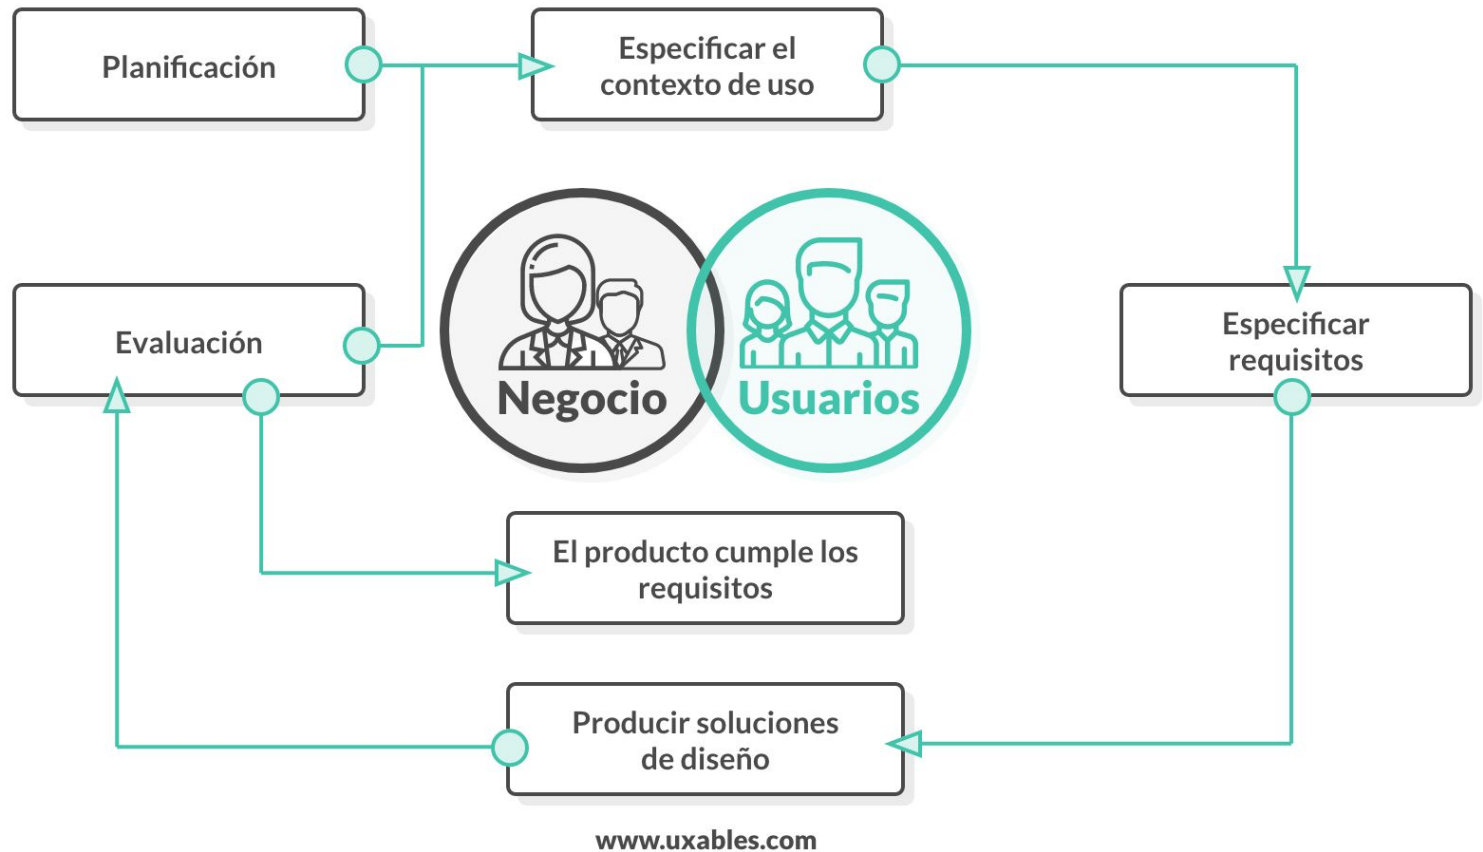 Planificación
Especificar el
contexto de uso
Evaluación
Negocio
Usuarios
Especificar
requisitos
El producto cumple los
requisitos
Producir soluciones
de diseño
www.uxables.com